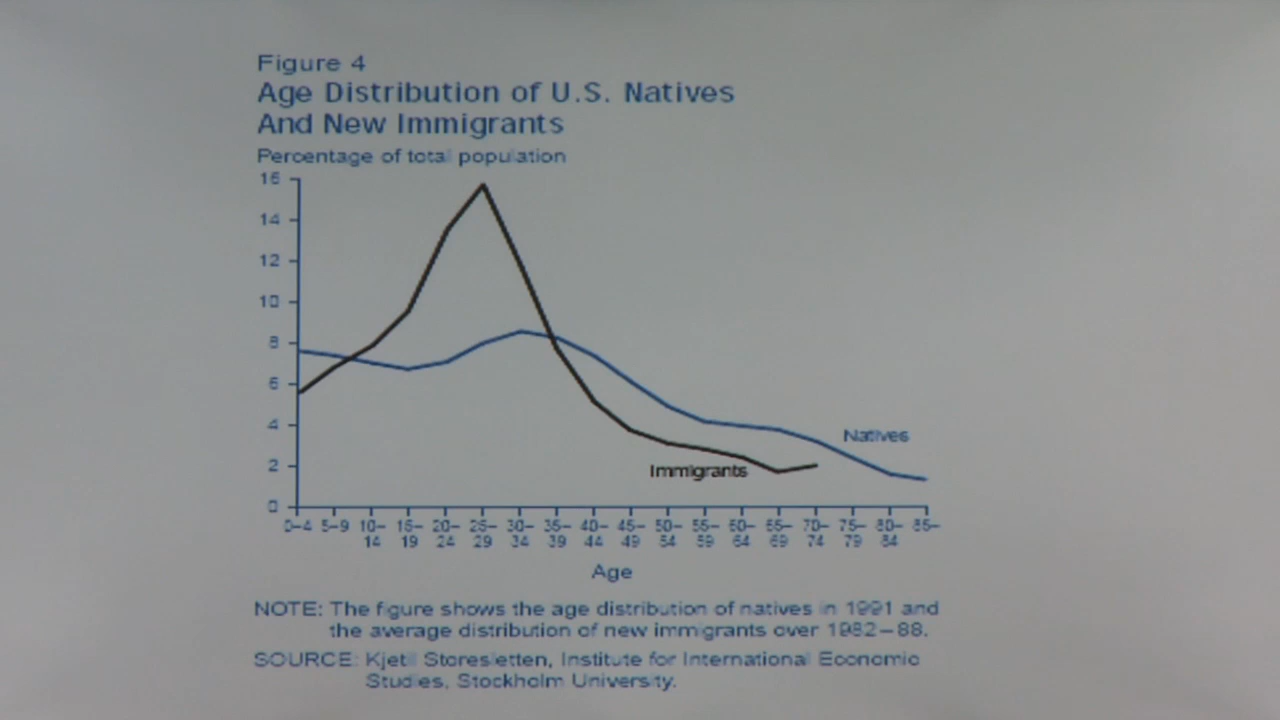 Figure 4
Age Distribution of U.S. Natives
And New Immigrants
Percentage of total population
16
14
12
10
8
6
4
2
0
Natives
Immigrants
0–4 5–9 10– 15– 20– 25– 30– 35– 40– 45– 50– 55– 60– 65– 70– 75– 80– 85–
14 19 24 29 34 39 44 49 54 59 64 69 74 79 84
Age
NOTE: The figure shows the age distribution of natives in 1991 and
the average distribution of new immigrants over 1982–88.
SOURCE: Kjetil Storesletten, Institute for International Economic
Studies, Stockholm University.